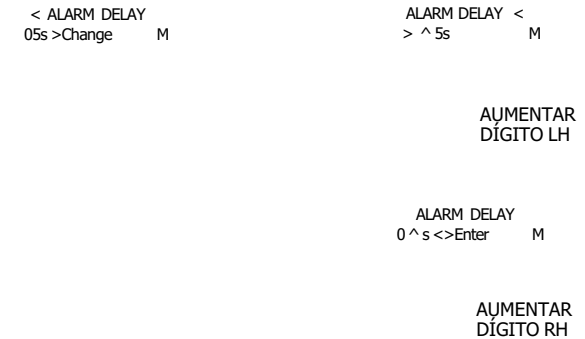 < ALARM DELAY
05s >Change M
ALARM DELAY <
> ^ 5s M
AUMENTAR
DÍGITO LH
ALARM DELAY
0 ^ s <>Enter M
AUMENTAR
DÍGITO RH